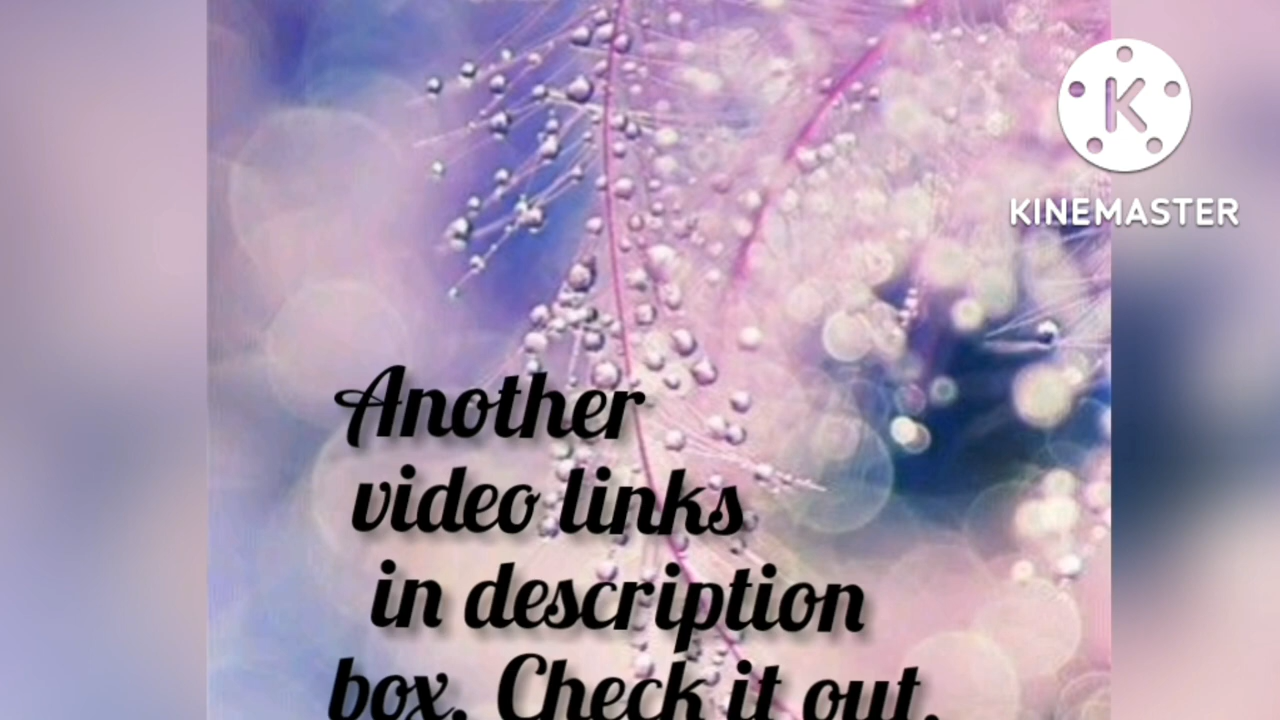 KINEMASTER
Another
video links
in description
box. Check it out.